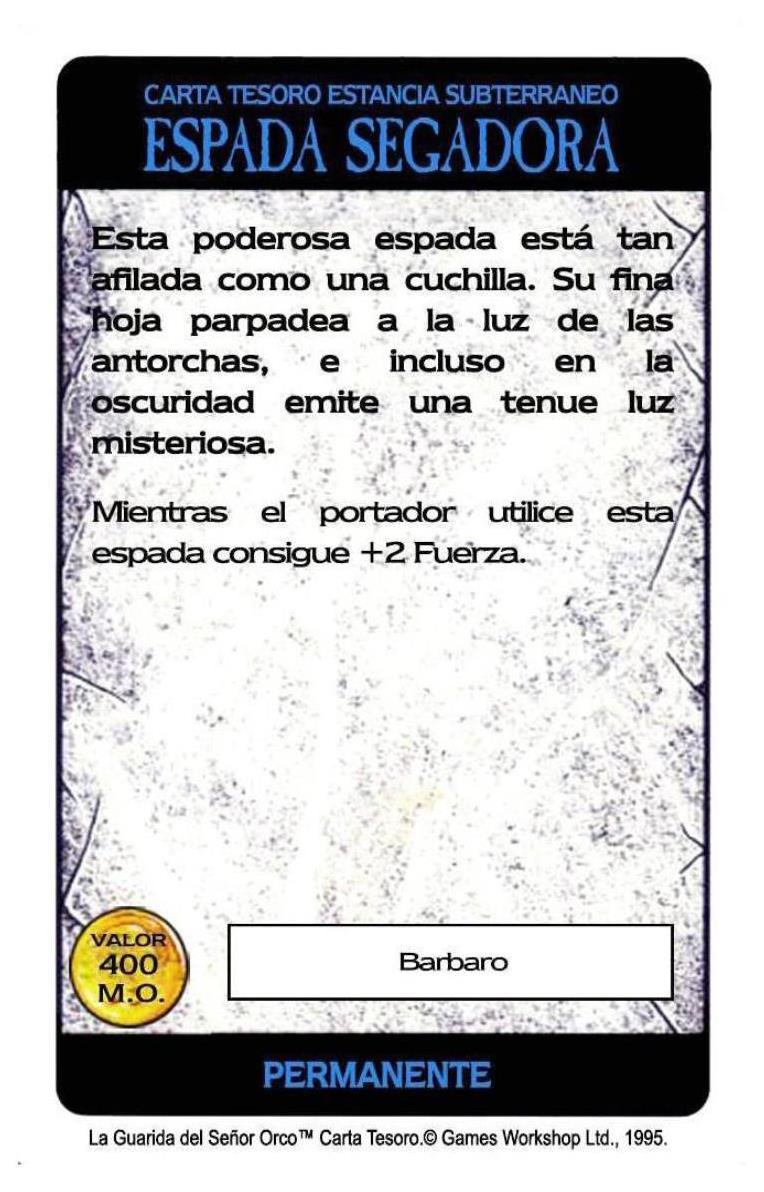 CARTA TESORO ESTANCIA SUBTERRANEO
ESPADA SEGADORA
Esta poderosa espada está tan
afilada como una cuchilla. Su fina
hoja parpadea a la luz de las
antorchas, e incluso en la
oscuridad emite una tenue luz
misteriosa.
Mientras el portador utilice esta
espada consigue +2 Fuerza.
VALOR
400
M.O.
Barbaro
PERMANENTE
La Guarida del Señor Orco™ Carta Tesoro.© Games Workshop Ltd., 1995.